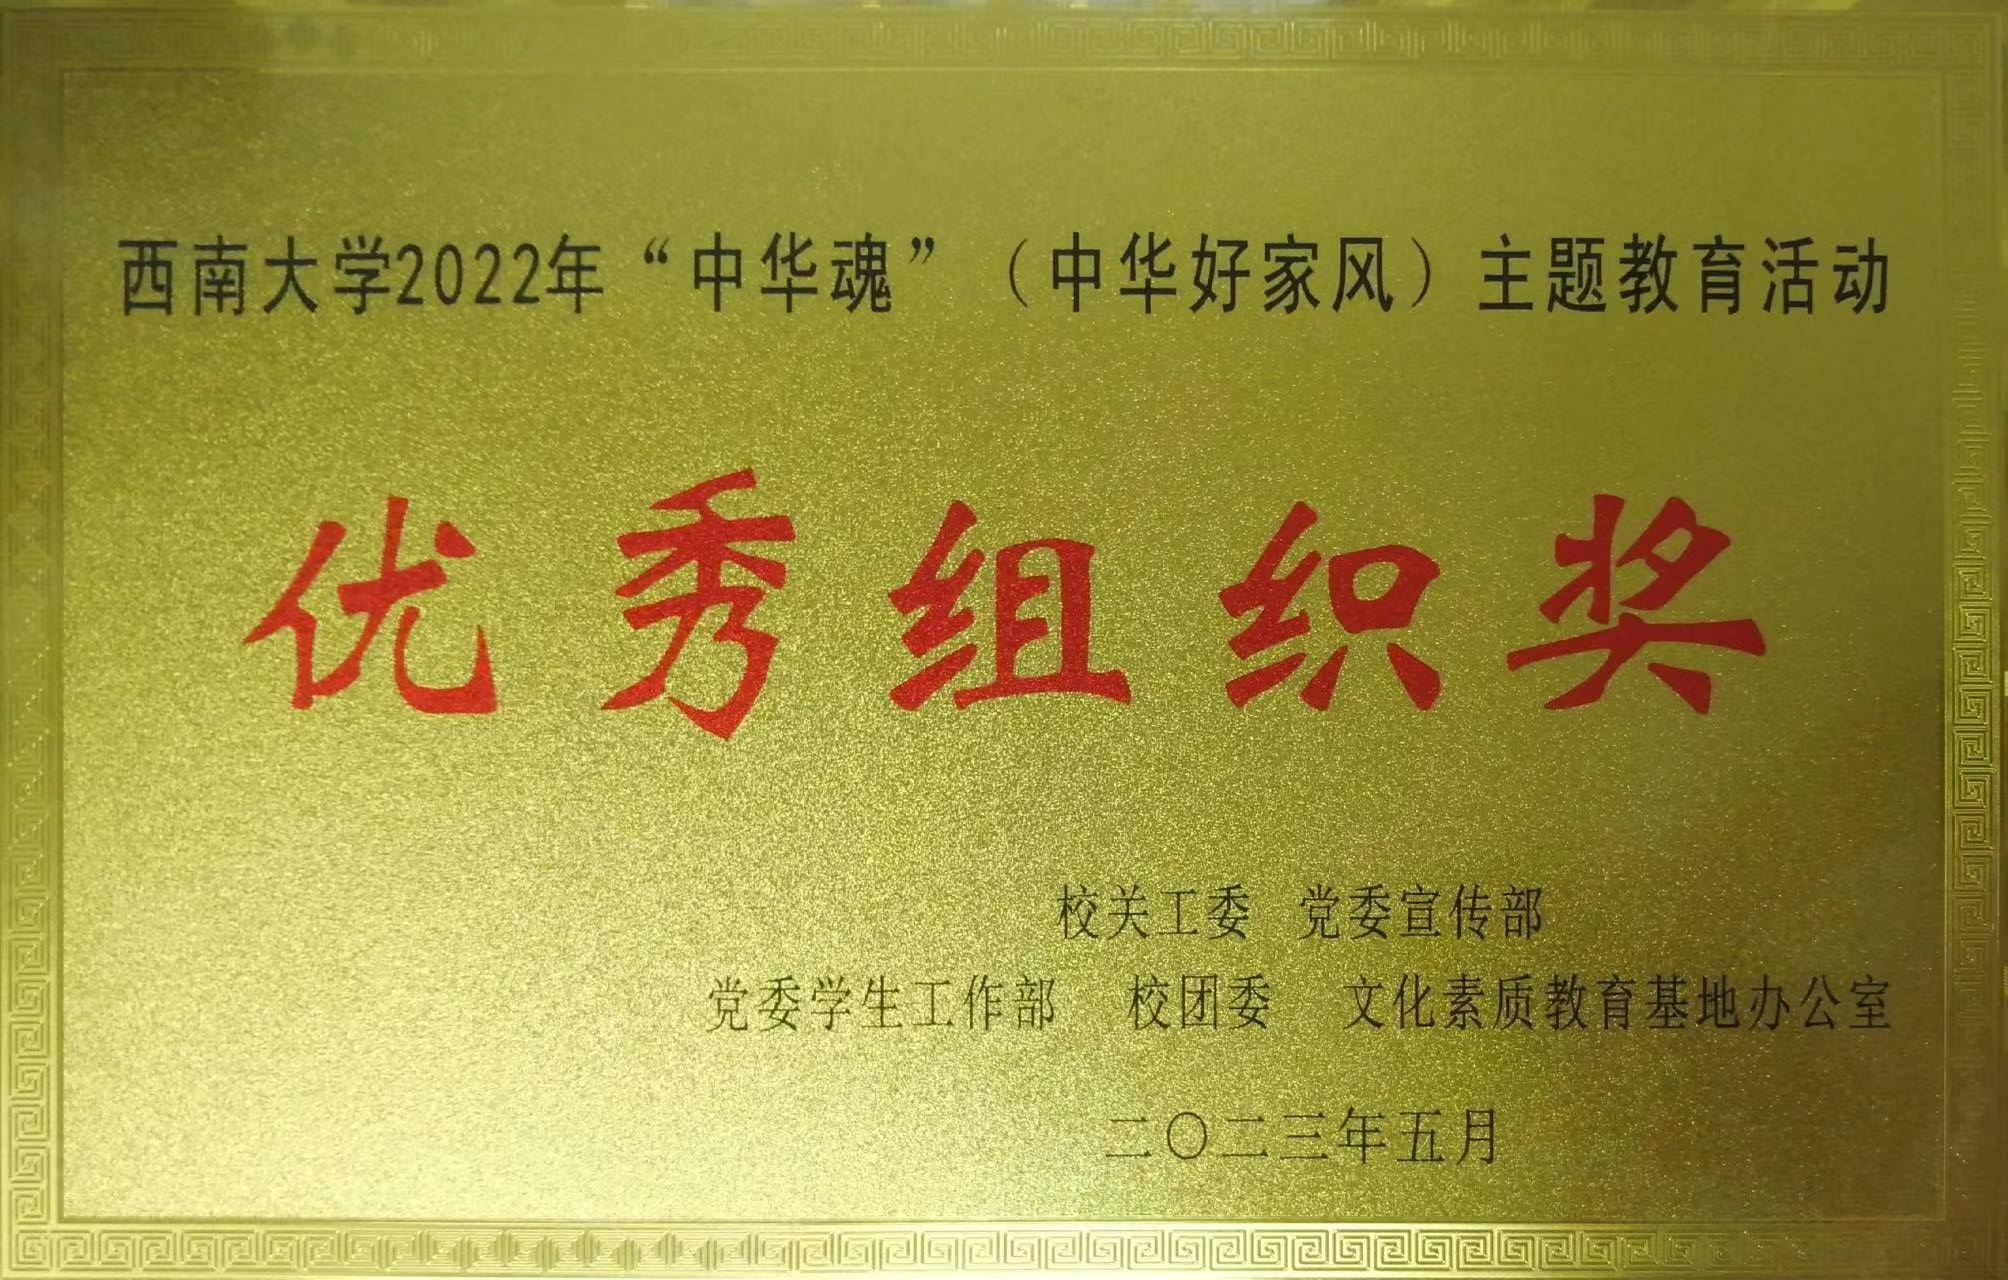 西南大学2022年“中华魂”（中华好家风）主题教育活动
优秀组织奖
校关工委 党委宣传部
党委学生工作部 校团委 文化素质教育基地办公室
二〇二三年五月